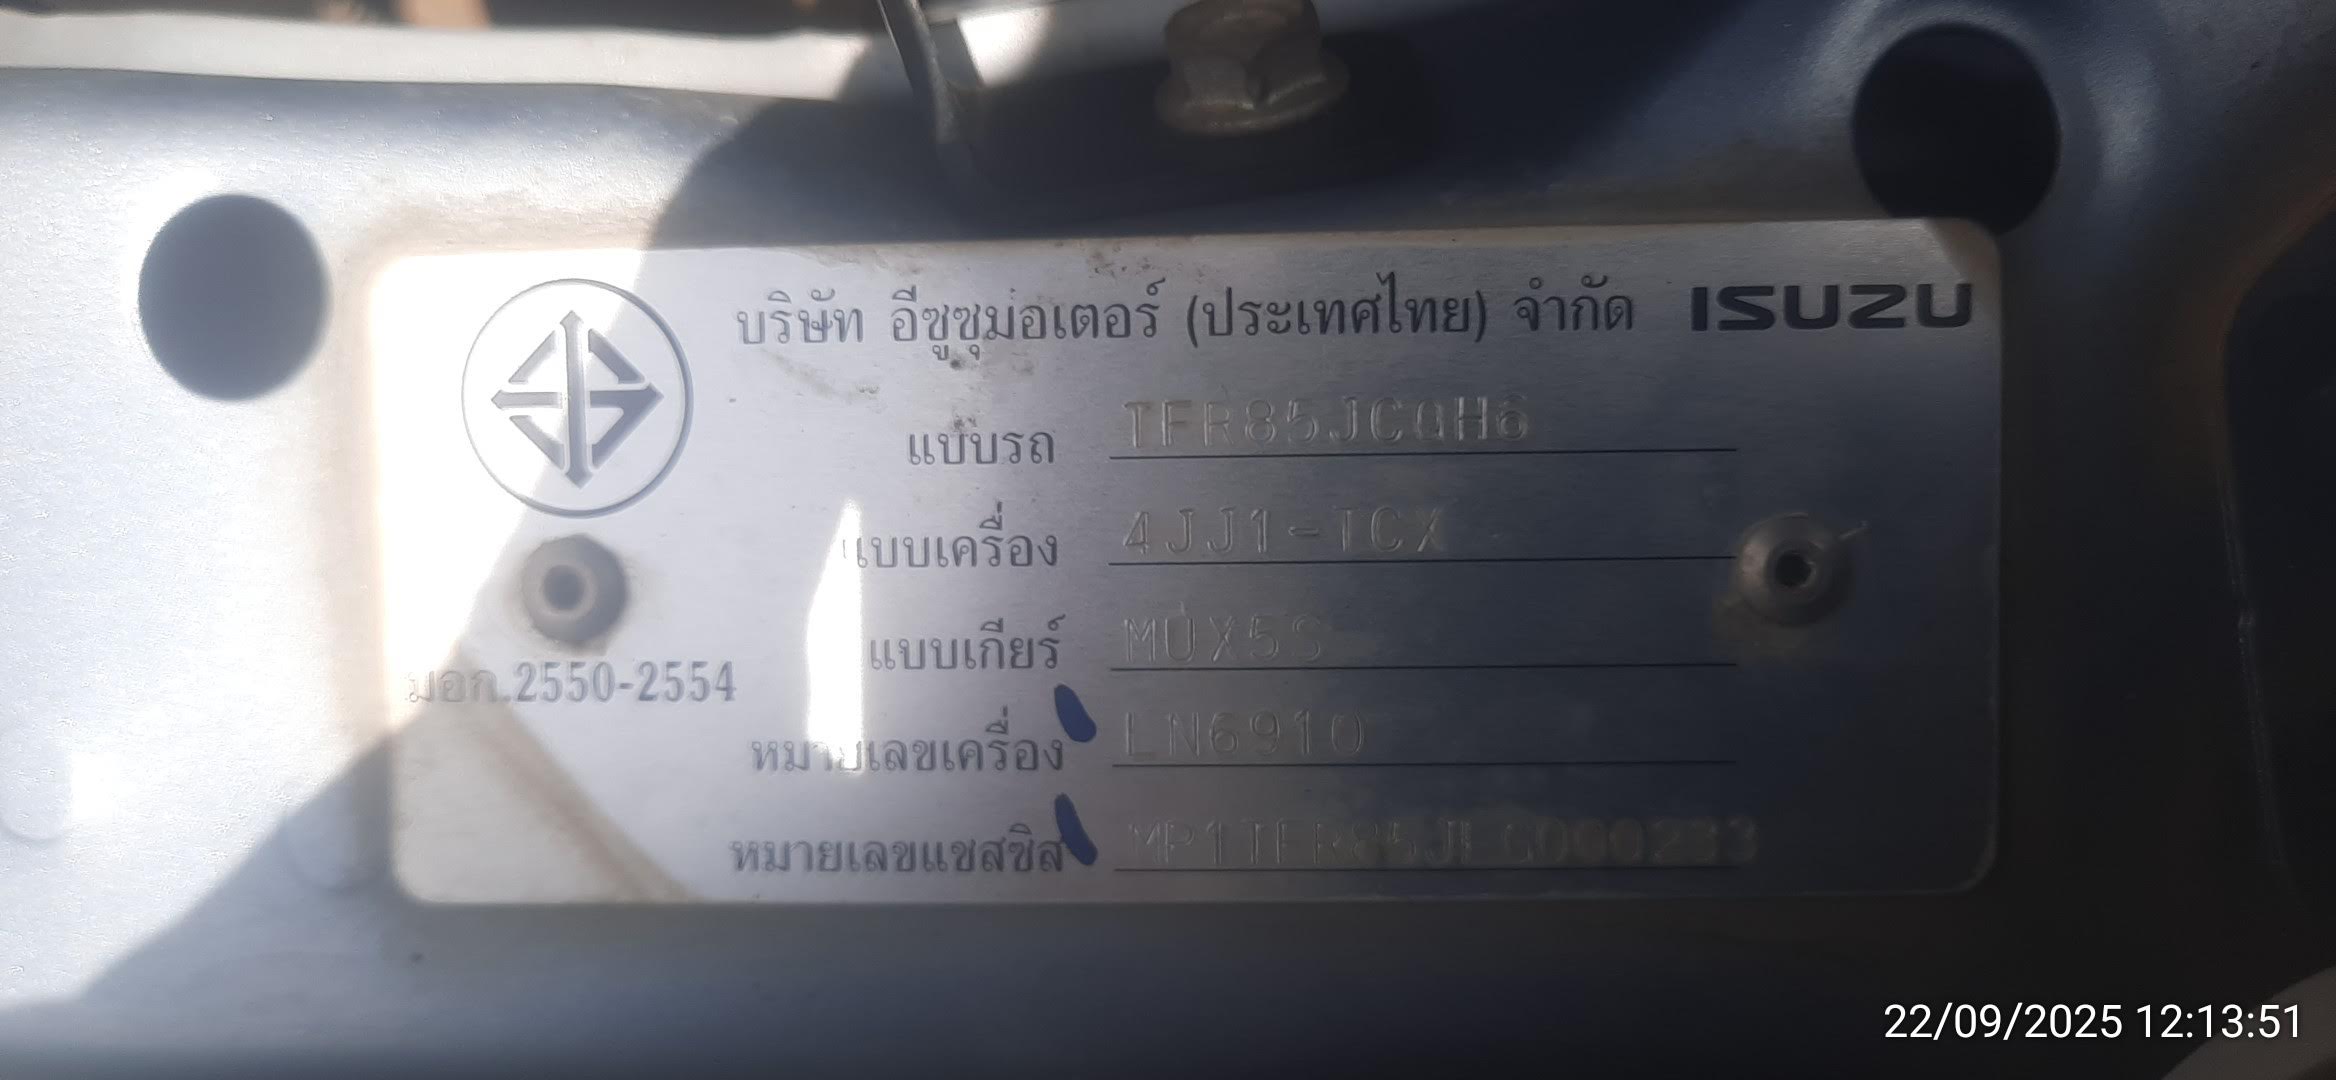 บริษัท อีซูซุมอเตอร์ (ประเทศไทย) จำกัด ISUZU
แบบรถ TFR85JCQH6
แบบเครื่อง 4JJ1-TCX
แบบเกียร์ MUX5S
มอก.2550-2554
หมายเลขเครื่อง LN6910
หมายเลขแชสซิส
22/09/2025 12:13:51